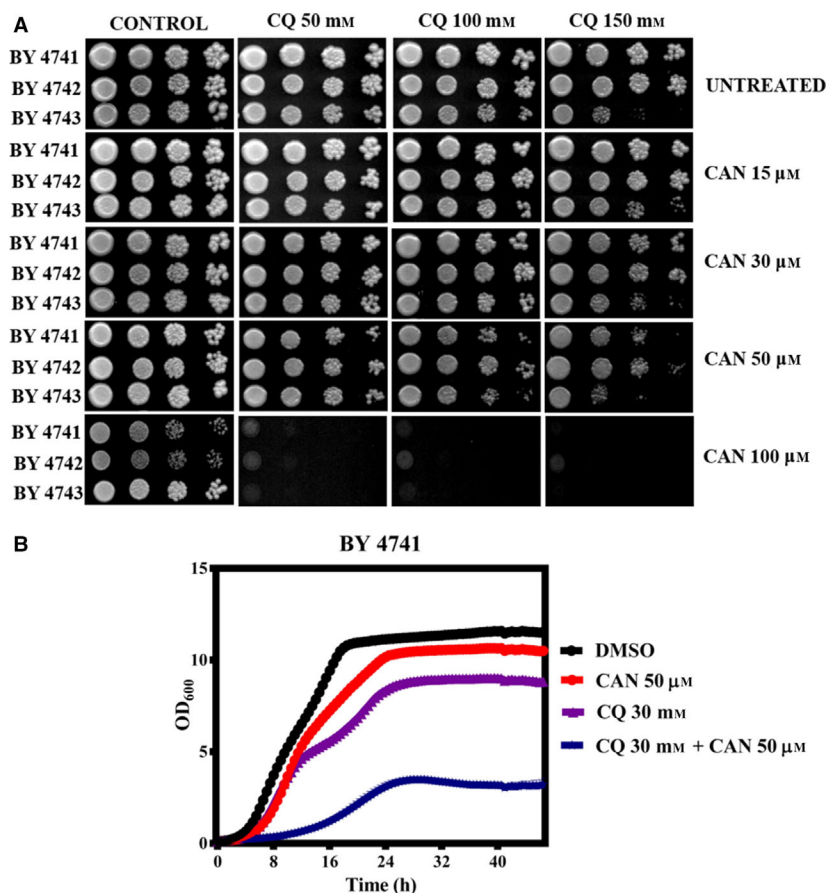 A
CONTROL CQ 50 mM CQ 100 mM CQ 150 mM
BY 4741
BY 4742
BY 4743
UNTREATED
BY 4741
BY 4742
BY 4743
CAN 15 µM
BY 4741
BY 4742
BY 4743
CAN 30 µM
BY 4741
BY 4742
BY 4743
CAN 50 µM
BY 4741
BY 4742
BY 4743
CAN 100 µM
B
BY 4741
15
10
5
0
OD600
0 8 16 24 32 40
Time (h)
DMSO
CAN 50 µM
CQ 30 mM
CQ 30 mM + CAN 50 µM